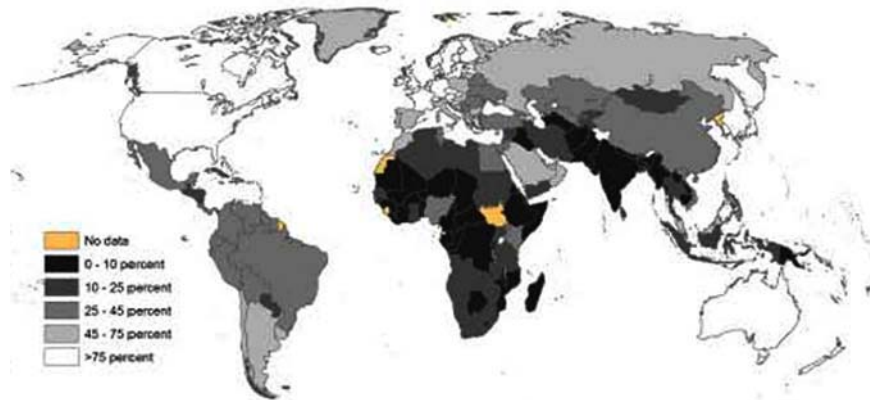 No data
0 - 10 percent
10 - 25 percent
25 - 45 percent
45 - 75 percent
>75 percent